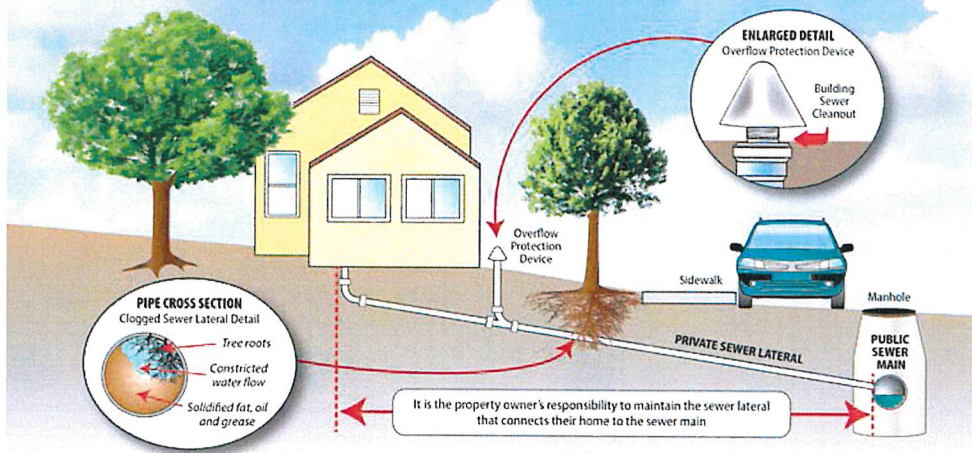 ENLARGED DETAIL
Overflow Protection Device
Building
Sewer
Cleanout
Overflow
Protection
Device
Sidewalk
Manhole
PIPE CROSS SECTION
Clogged Sewer Lateral Detail
Tree roots
Constricted
water flow
Solidified fat, oil
and grease
PRIVATE SEWER LATERAL
PUBLIC
SEWER
MAIN
It is the property owner's responsibility to maintain the sewer lateral
that connects their home to the sewer main